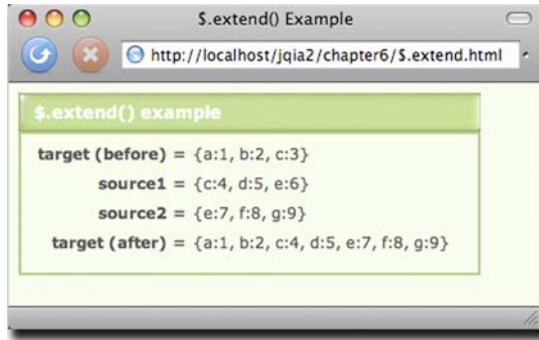 $.extend() Example
http://localhost/jqia2/chapter6/$.extend.html
$.extend() example
target (before) = {a:1, b:2, c:3}
source1 = {c:4, d:5, e:6}
source2 = {e:7, f:8, g:9}
target (after) = {a:1, b:2, c:4, d:5, e:7, f:8, g:9}